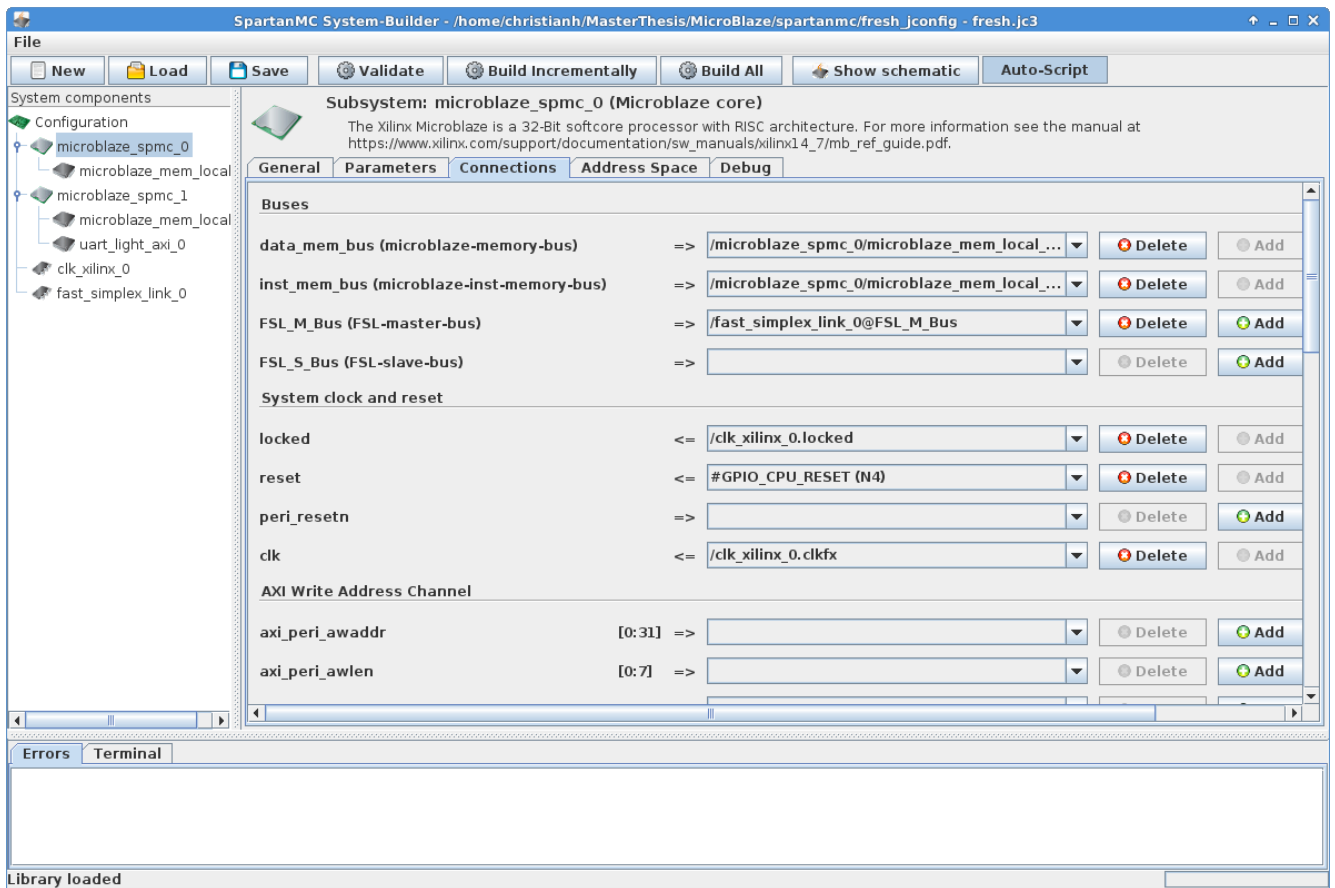 SpartanMC System-Builder - /home/christianh/MasterThesis/MicroBlaze/spartanmc/fresh_jconfig - fresh.jc3
File
New Load Save Validate Build Incrementally Build All Show schematic Auto-Script
System components
Configuration
microblaze_spmc_0
microblaze_mem_local
microblaze_spmc_1
microblaze_mem_local
uart_light_axi_0
clk_xilinx_0
fast_simplex_link_0
Subsystem: microblaze_spmc_0 (Microblaze core)
The Xilinx Microblaze is a 32-Bit softcore processor with RISC architecture. For more information see the manual at
https://www.xilinx.com/support/documentation/sw_manuals/xilinx14_7/mb_ref_guide.pdf.
General Parameters Connections Address Space Debug
Buses
data_mem_bus (microblaze-memory-bus) => /microblaze_spmc_0/microblaze_mem_local_... Delete Add
inst_mem_bus (microblaze-inst-memory-bus) => /microblaze_spmc_0/microblaze_mem_local_... Delete Add
FSL_M_Bus (FSL-master-bus) => /fast_simplex_link_0@FSL_M_Bus Delete Add
FSL_S_Bus (FSL-slave-bus) => Delete Add
System clock and reset
locked <= /clk_xilinx_0.locked Delete Add
reset <= #GPIO_CPU_RESET (N4) Delete Add
peri_resetn => Delete Add
clk <= /clk_xilinx_0.clkfx Delete Add
AXI Write Address Channel
axi_peri_awaddr [0:31] => Delete Add
axi_peri_awlen [0:7] => Delete Add
Errors Terminal
Library loaded